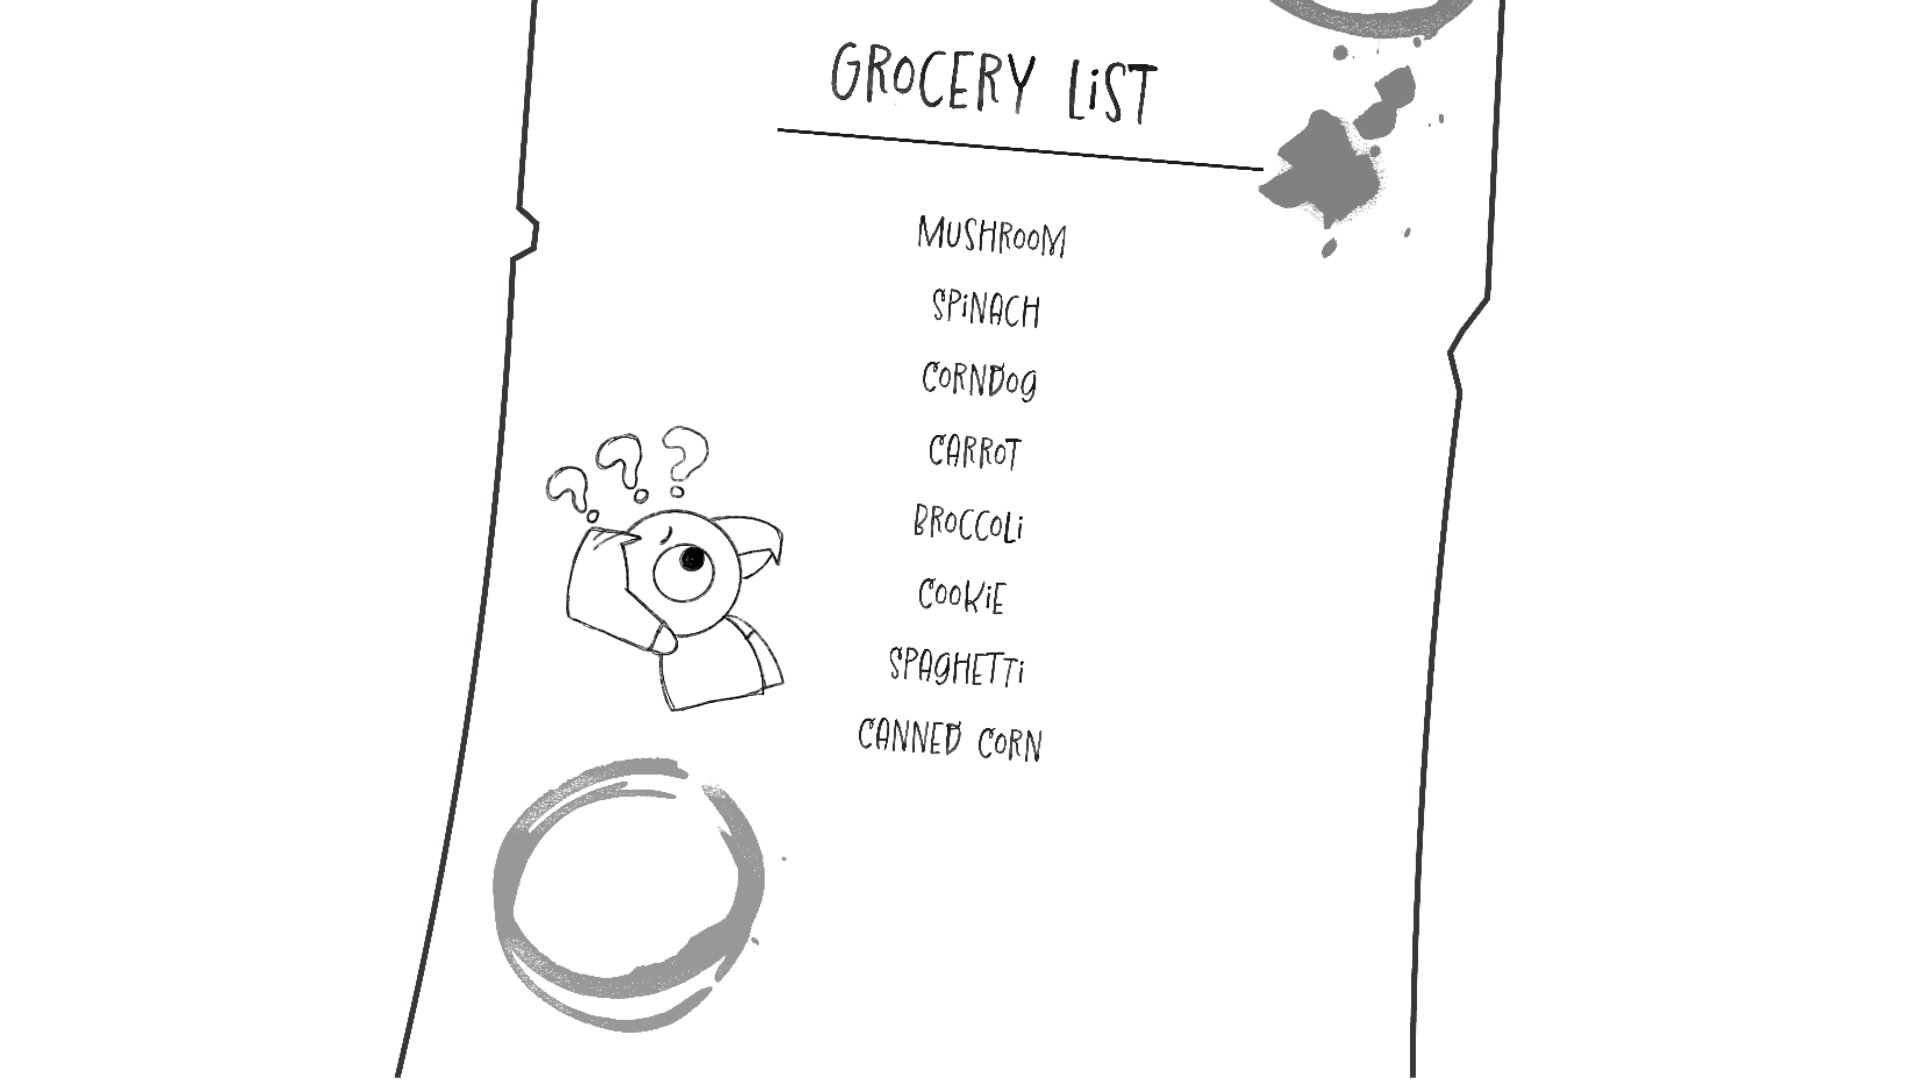 GROCERY LiST
MUSHROOM
SPiNACH
CORNDOG
CARROT
BROCCOLi
COOKiE
SPAGHETTi
CANNED CORN
? ? ?